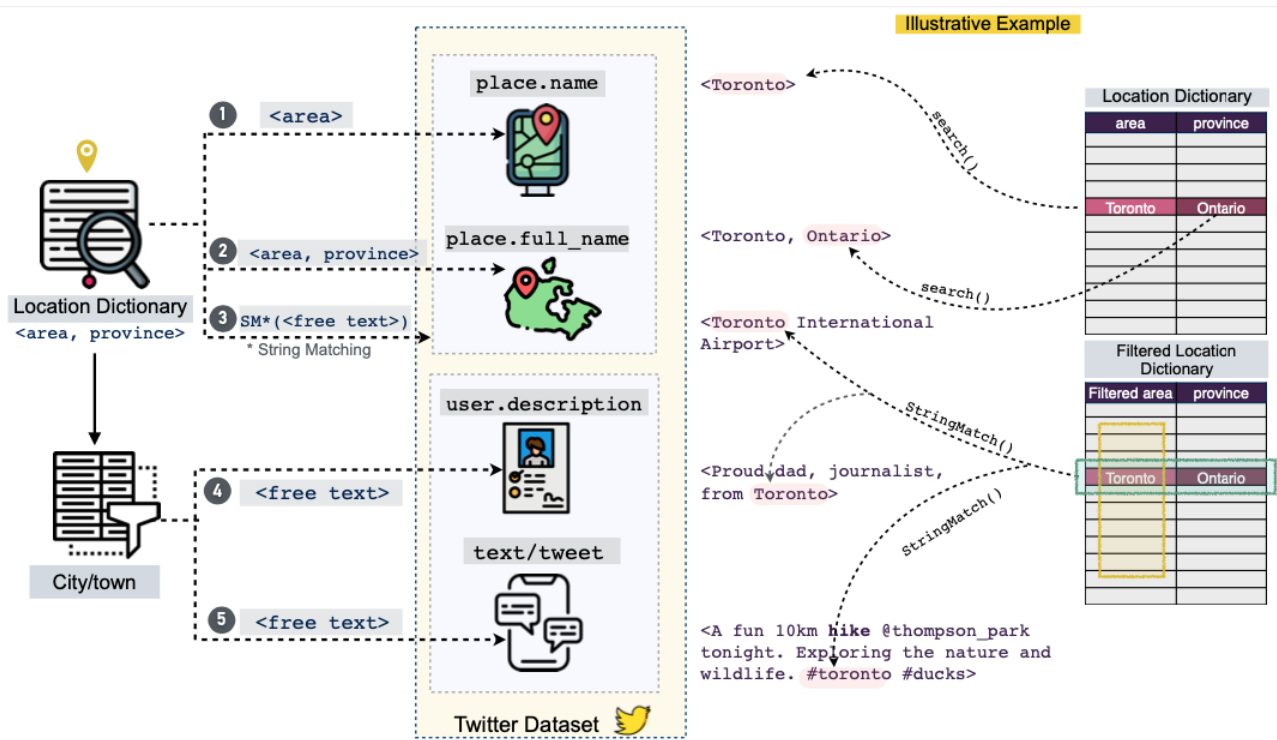 Illustrative Example
place.name
1 <area>
<Toronto>
search()
Location Dictionary
area province
Toronto Ontario
place.full_name
2 <area, province>
<Toronto, Ontario>
search()
Location Dictionary
<area, province>
3 SM*(<free text>)
* String Matching
<Toronto International
Airport>
Filtered Location
Dictionary
Filtered area province
Toronto Ontario
StringMatch()
user.description
4 <free text>
<Proud dad, journalist,
from Toronto>
StringMatch()
text/tweet
City/town
5 <free text>
<A fun 10km hike @thompson_park
tonight. Exploring the nature and
wildlife. #toronto #ducks>
Twitter Dataset